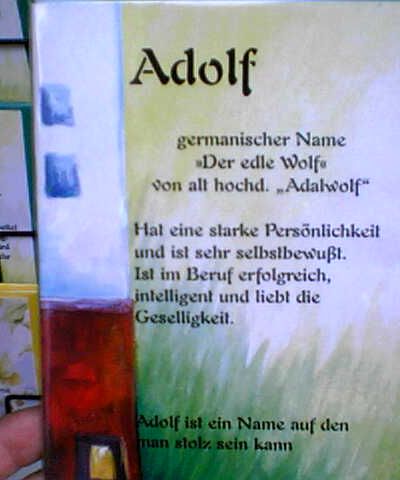 Adolf
germanischer Name
»Der edle Wolf«
von alt hochd. „Adalwolf“
Hat eine starke Persönlichkeit
und ist sehr selbstbewußt.
Ist im Beruf erfolgreich,
intelligent und liebt die
Geselligkeit.
Adolf ist ein Name auf den
man stolz sein kann